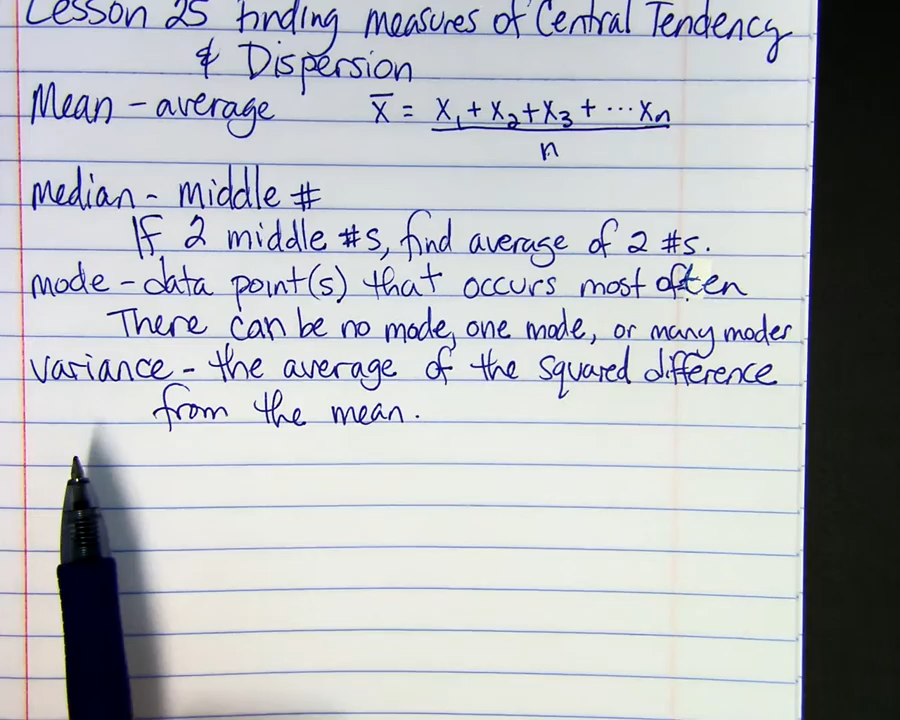 Lesson 25 finding measures of Central Tendency
& Dispersion
Mean - average x̄ = x₁ + x₂ + x₃ + ⋯ xₙ
n
median - middle #
If 2 middle #s, find average of 2 #s.
mode - data point(s) that occurs most often
There can be no mode, one mode, or many modes
variance - the average of the squared difference
from the mean.